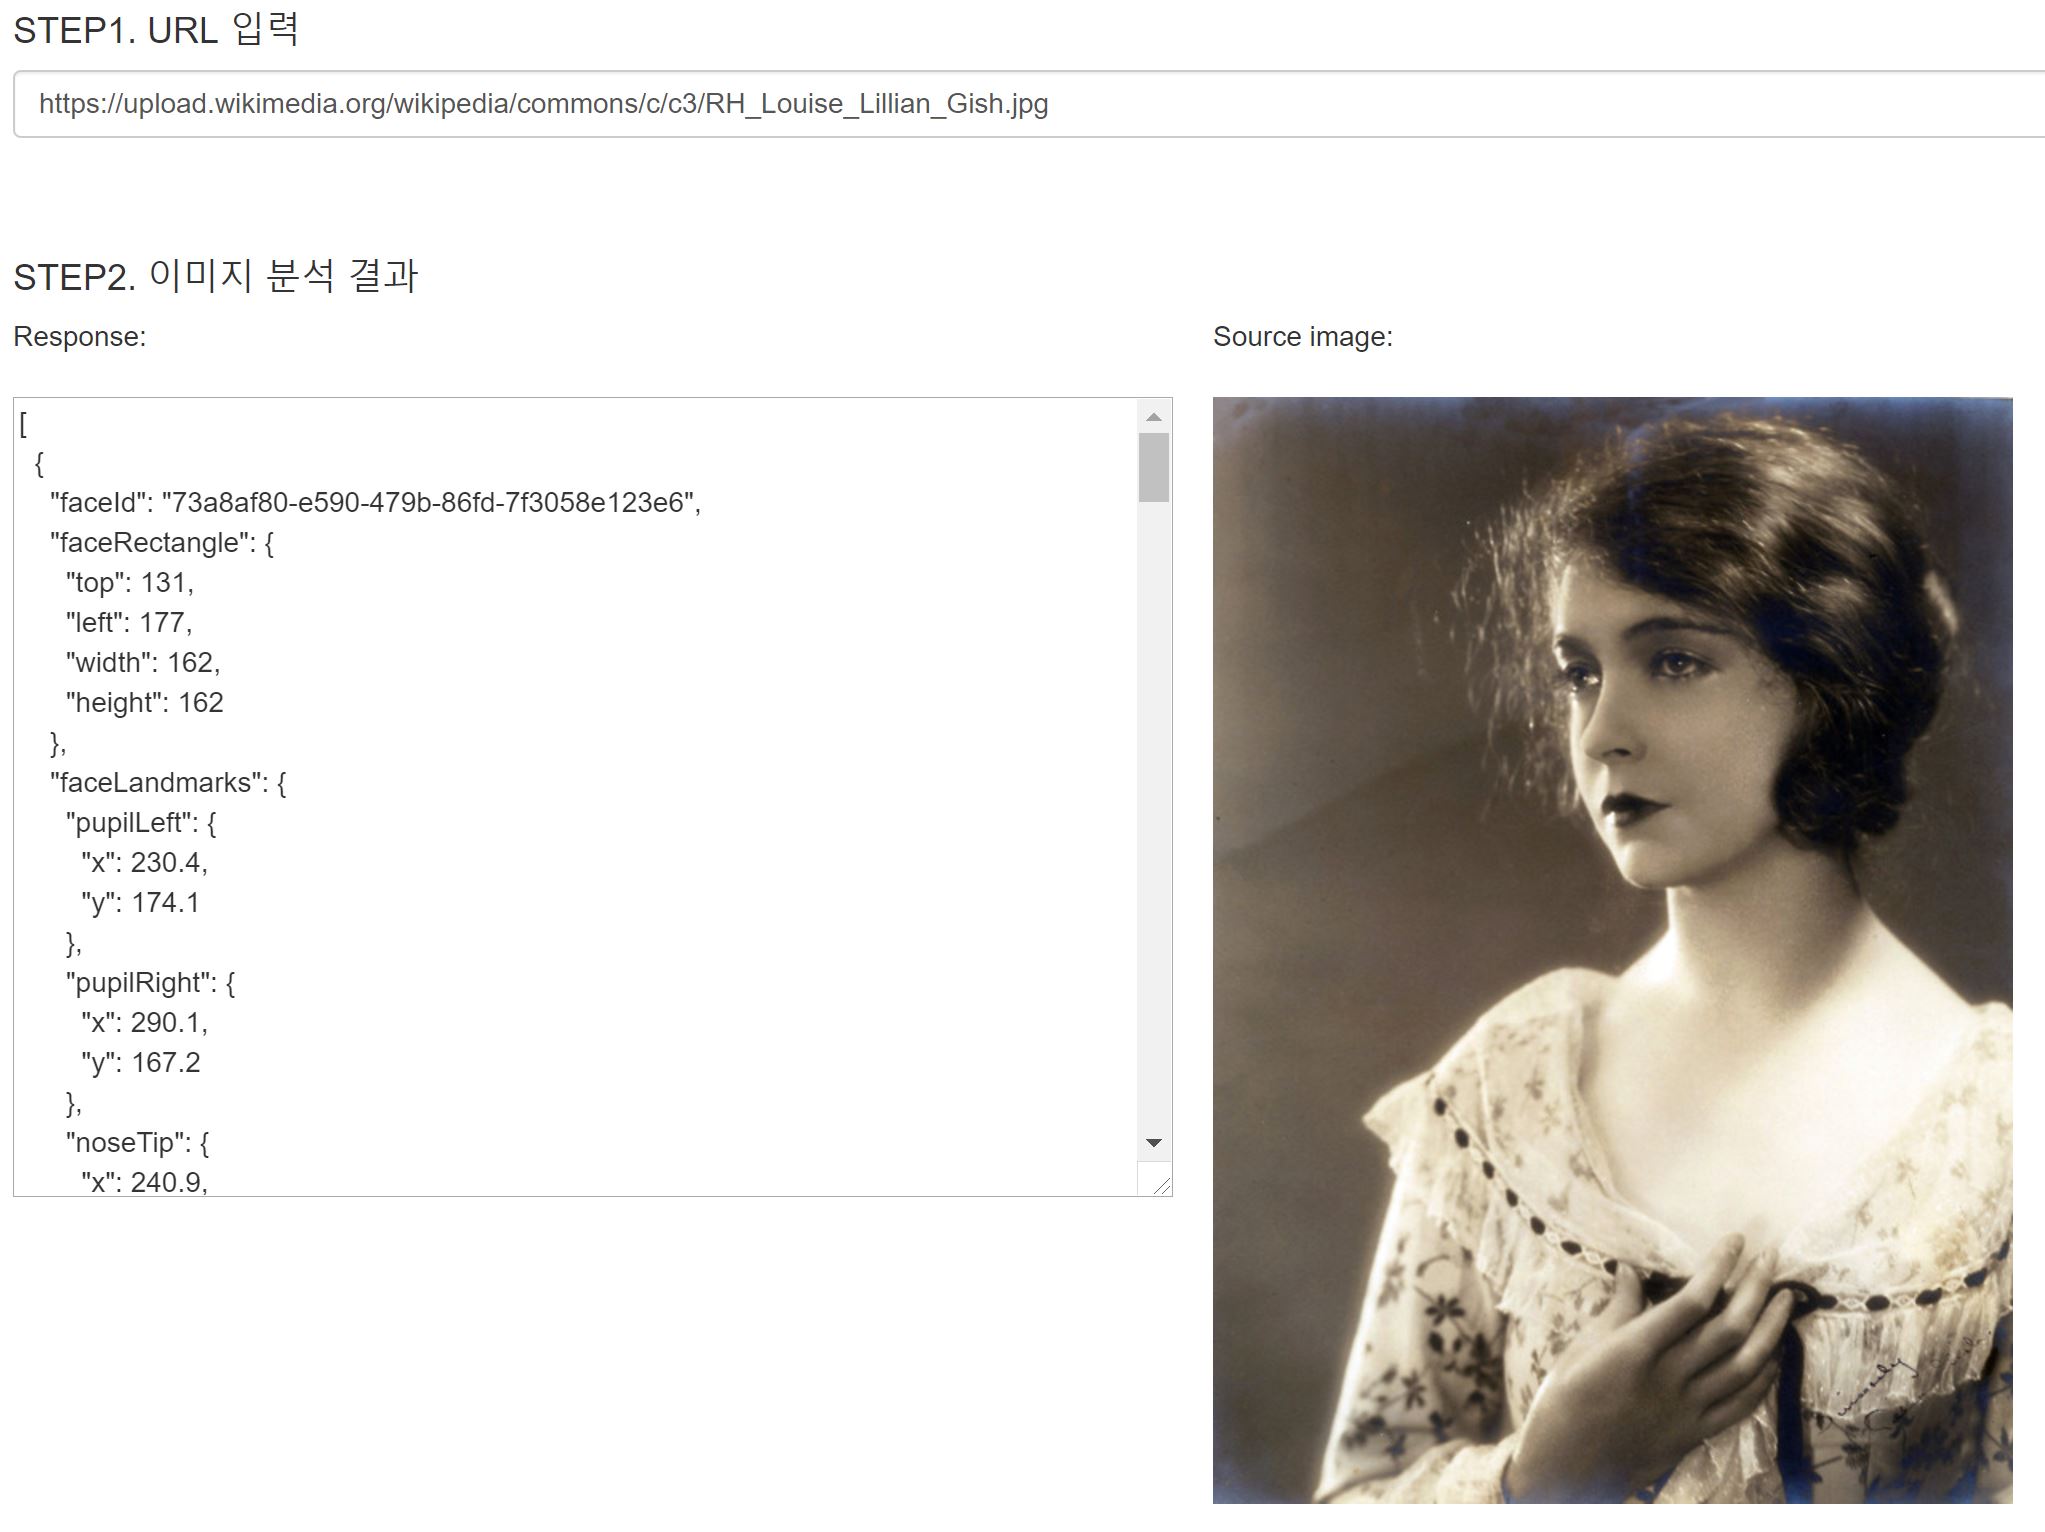 STEP1. URL 입력
https://upload.wikimedia.org/wikipedia/commons/c/c3/RH_Louise_Lillian_Gish.jpg
STEP2. 이미지 분석 결과
Response:
Source image:
[
{
"faceId": "73a8af80-e590-479b-86fd-7f3058e123e6",
"faceRectangle": {
"top": 131,
"left": 177,
"width": 162,
"height": 162
},
"faceLandmarks": {
"pupilLeft": {
"x": 230.4,
"y": 174.1
},
"pupilRight": {
"x": 290.1,
"y": 167.2
},
"noseTip": {
"x": 240.9,
Sincerely